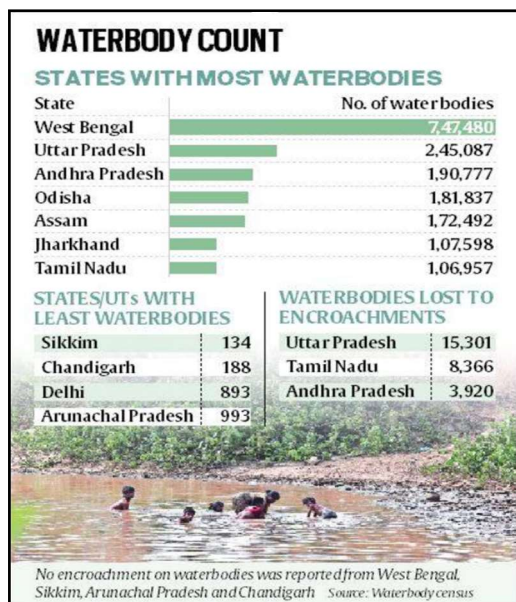 WATERBODY COUNT
STATES WITH MOST WATERBODIES
State No. of water bodies
West Bengal 7,47,480
Uttar Pradesh 2,45,087
Andhra Pradesh 1,90,777
Odisha 1,81,837
Assam 1,72,492
Jharkhand 1,07,598
Tamil Nadu 1,06,957
STATES/UTs WITH
LEAST WATERBODIES
Sikkim 134
Chandigarh 188
Delhi 893
Arunachal Pradesh 993
WATERBODIES LOST TO
ENCROACHMENTS
Uttar Pradesh 15,301
Tamil Nadu 8,366
Andhra Pradesh 3,920
No encroachment on waterbodies was reported from West Bengal,
Sikkim, Arunachal Pradesh and Chandigarh Source: Waterbody census